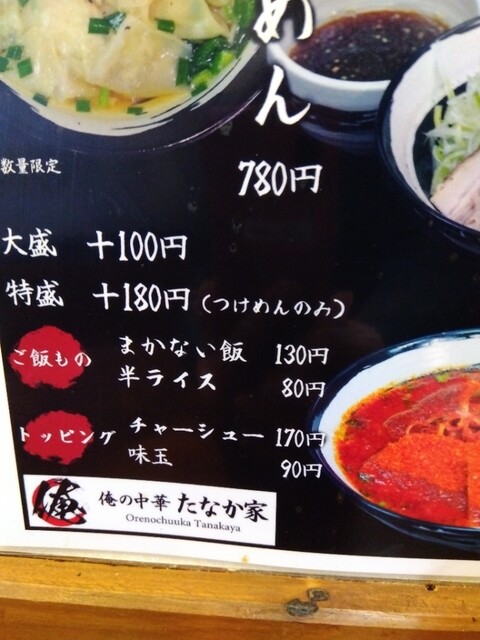 めん
数量限定
780円
大盛 +100円
特盛 +180円 (つけめんのみ)
ご飯もの まかない飯 130円
半ライス 80円
トッピング チャーシュー 170円
味玉 90円
俺 俺の中華 たなか家
Orenochuuka Tanakaya